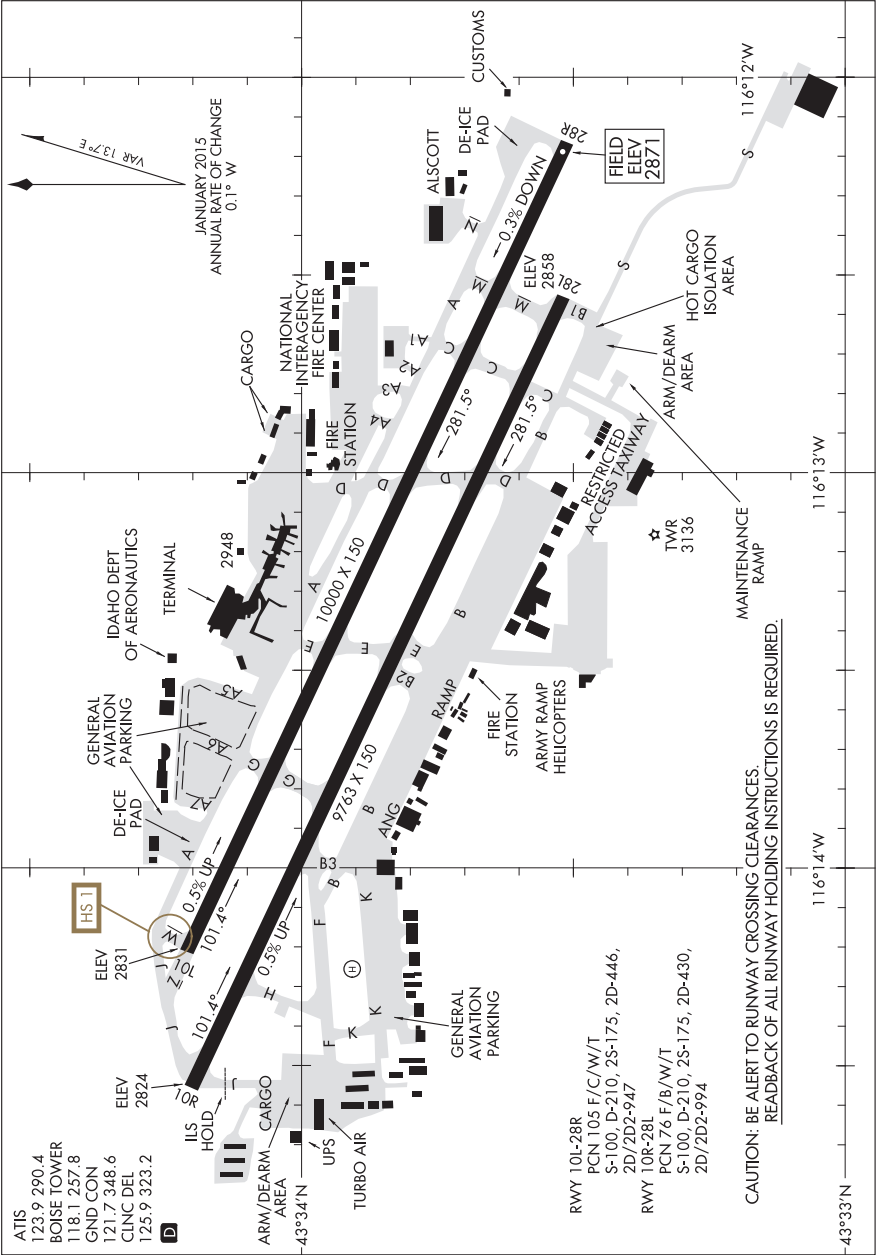 ATIS
123.9 290.4
BOISE TOWER
118.1 257.8
GND CON
121.7 348.6
CLNC DEL
125.9 323.2
D
JANUARY 2015
ANNUAL RATE OF CHANGE
0.1° W
VAR 13.7°E
HS 1
ELEV
2831
ELEV
2824
10L
10R
W
J
Z
J
J
H
ILS
HOLD
ARM/DEARM
AREA
CARGO
UPS
TURBO AIR
DE-ICE
PAD
GENERAL
AVIATION
PARKING
IDAHO DEPT
OF AERONAUTICS
TERMINAL
2948
CARGO
NATIONAL
INTERAGENCY
FIRE CENTER
FIRE
STATION
ALSCOTT
DE-ICE
PAD
CUSTOMS
A
A7
A6
A5
A
A4
A3
A2
A1
A
Z
M
M
C
C
C
D
D
D
D
E
E
E
G
G
0.5% UP
101.4°
10000 X 150
281.5°
0.3% DOWN
28R
FIELD
ELEV
2871
101.4°
0.5% UP
9763 X 150
281.5°
ELEV
2858
28L
B1
B
B
B2
B
B3
B
F
F
K
K
K
H
GENERAL
AVIATION
PARKING
ANG
RAMP
FIRE
STATION
ARMY RAMP
HELICOPTERS
TWR
3136
RESTRICTED
ACCESS TAXIWAY
MAINTENANCE
RAMP
ARM/DEARM
AREA
HOT CARGO
ISOLATION
AREA
S
S
43°34'N
43°33'N
116°14'W
116°13'W
116°12'W
RWY 10L-28R
PCN 105 F/C/W/T
S-100, D-210, 2S-175, 2D-446,
2D/2D2-947
RWY 10R-28L
PCN 76 F/B/W/T
S-100, D-210, 2S-175, 2D-430,
2D/2D2-994
CAUTION: BE ALERT TO RUNWAY CROSSING CLEARANCES.
READBACK OF ALL RUNWAY HOLDING INSTRUCTIONS IS REQUIRED.